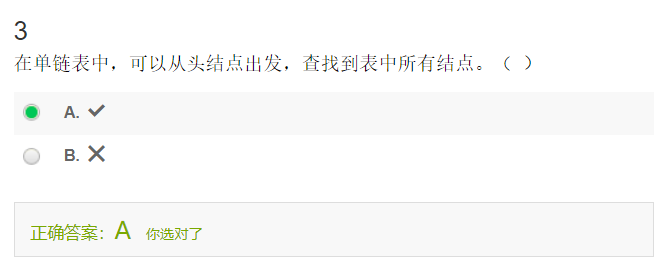 3
在单链表中，可以从头结点出发，查找到表中所有结点。（ ）
A. ✓
B. ✕
正确答案： A 你选对了